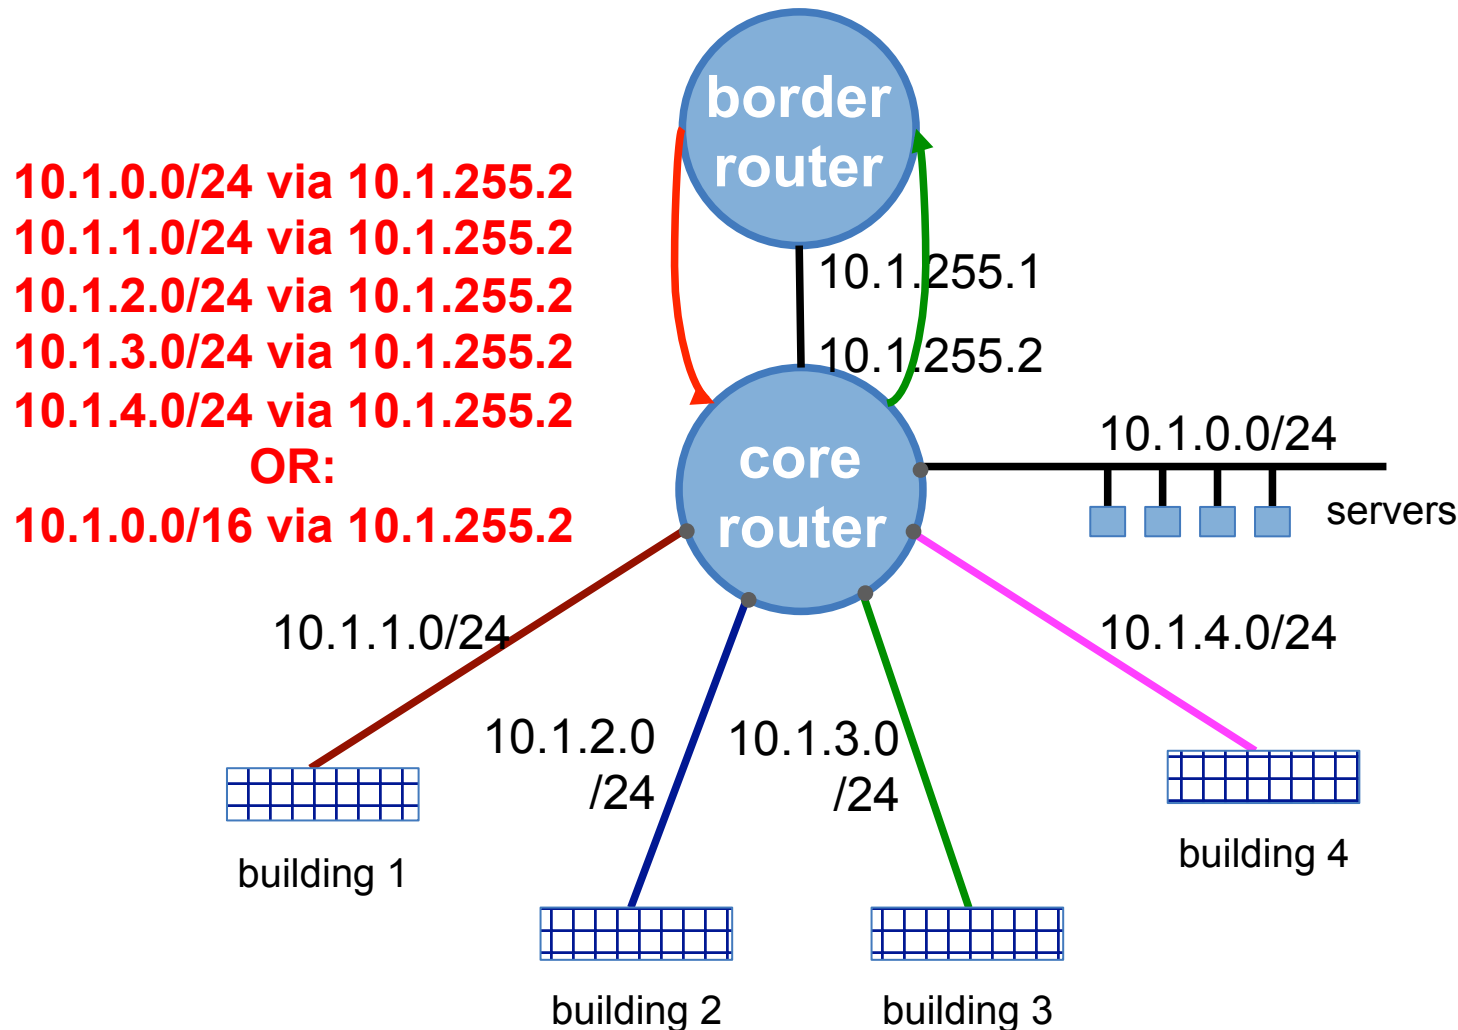 border
router
10.1.0.0/24 via 10.1.255.2
10.1.1.0/24 via 10.1.255.2
10.1.2.0/24 via 10.1.255.2
10.1.3.0/24 via 10.1.255.2
10.1.4.0/24 via 10.1.255.2
OR:
10.1.0.0/16 via 10.1.255.2
10.1.255.1
10.1.255.2
core
router
10.1.0.0/24
servers
10.1.1.0/24
10.1.2.0
/24
10.1.3.0
/24
10.1.4.0/24
building 1
building 2
building 3
building 4